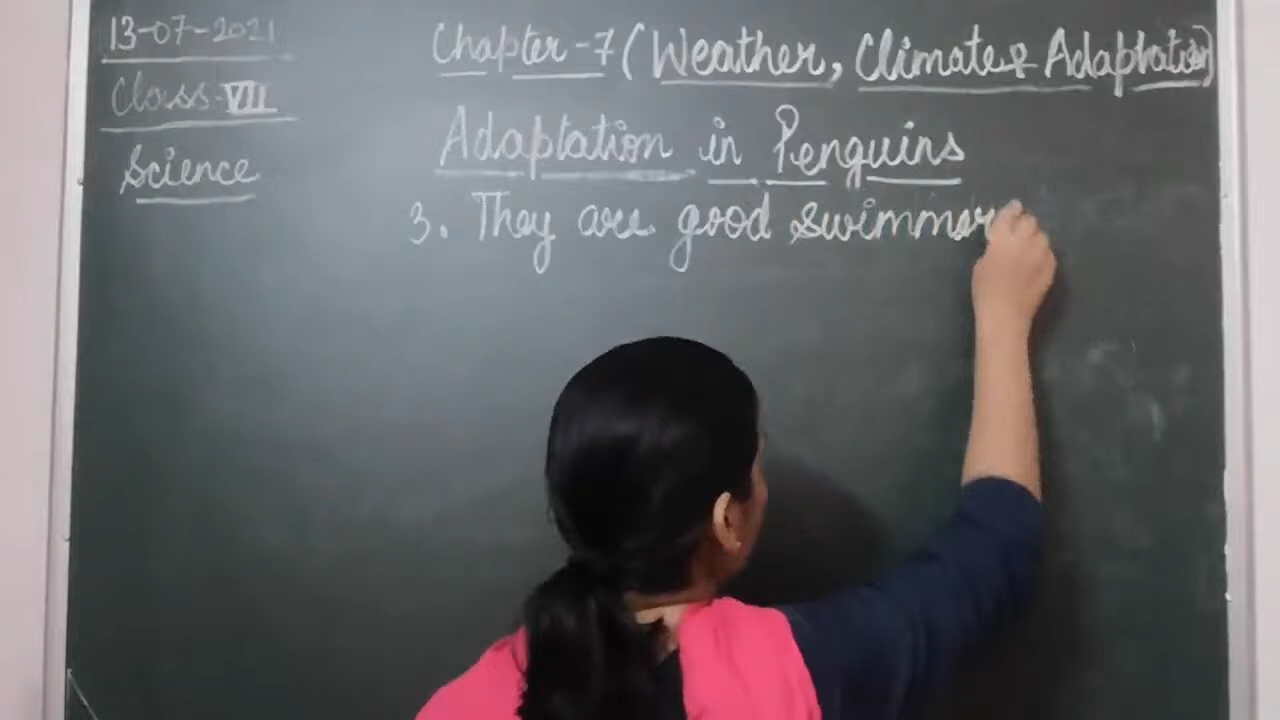 13-07-2021
Class-VII
Science
Chapter-7 (Weather, Climate & Adaptation)
Adaptation in Penguins
3. They are good swimmer